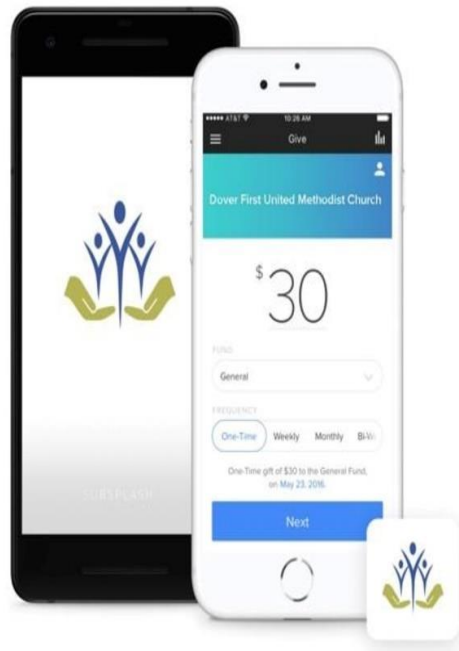 SUBSPLASH
AT&T 10:26 AM
Give
Dover First United Methodist Church
$30
FUND
General
FREQUENCY
One-Time Weekly Monthly Bi-W
One-Time gift of $30 to the General Fund,
on May 23, 2016.
Next